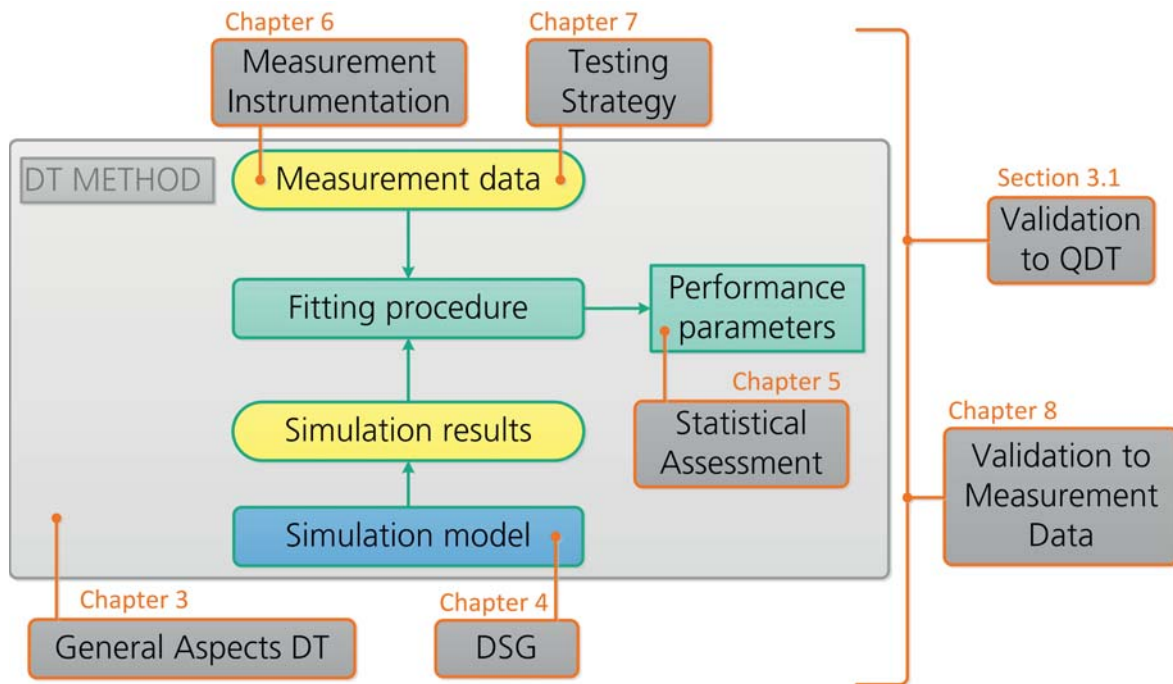 Chapter 6
Measurement
Instrumentation
Chapter 7
Testing
Strategy
DT METHOD
Measurement data
Section 3.1
Validation
to QDT
Fitting procedure
Performance
parameters
Chapter 5
Statistical
Assessment
Simulation results
Chapter 8
Validation to
Measurement
Data
Simulation model
Chapter 3
General Aspects DT
Chapter 4
DSG